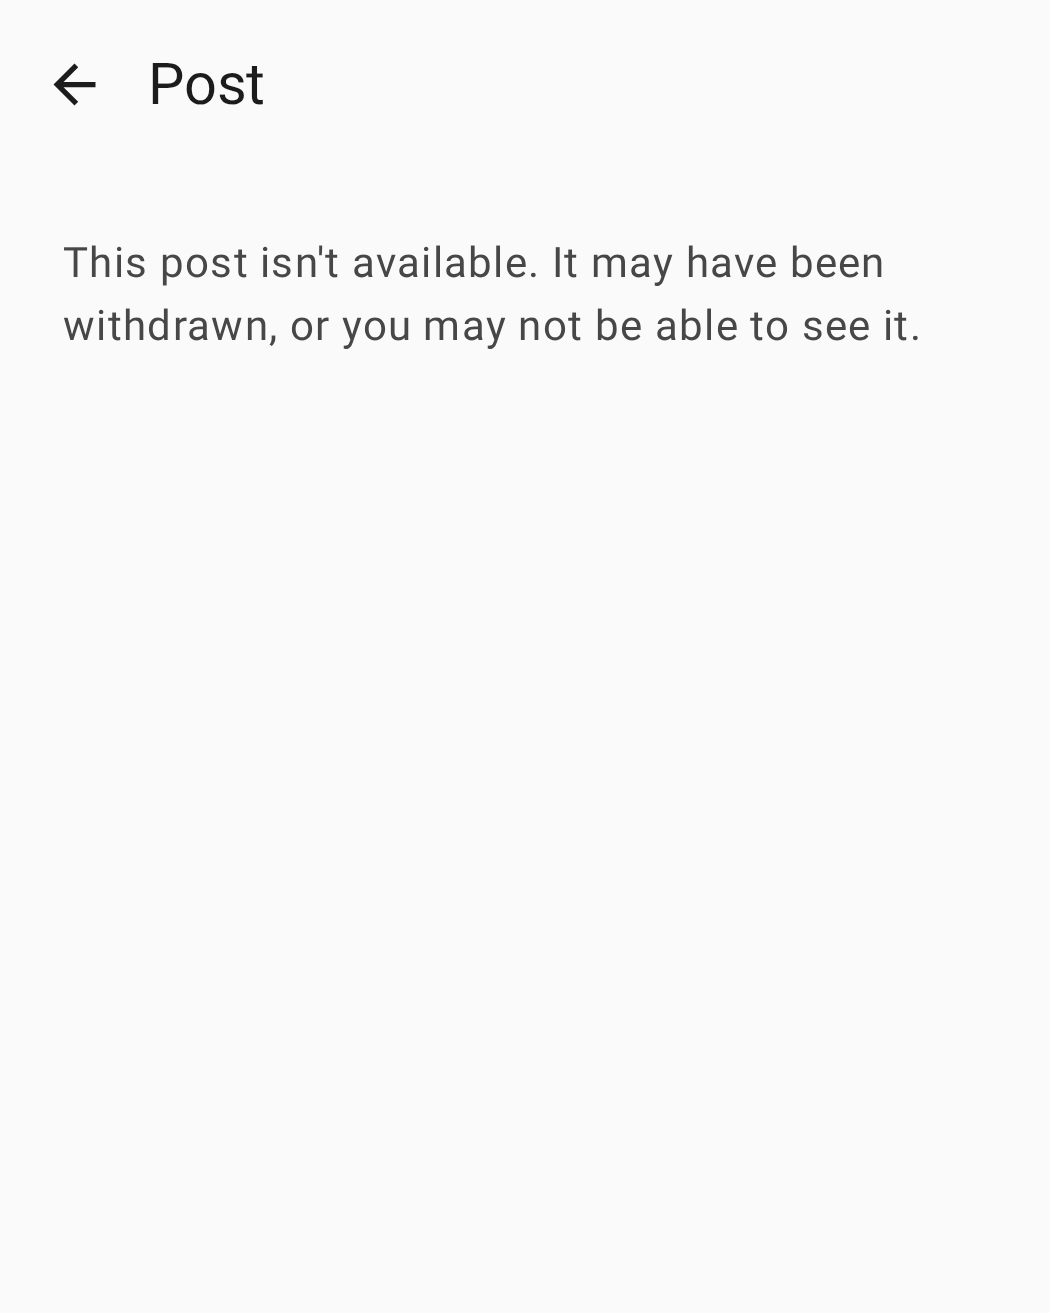 Post
This post isn't available. It may have been
withdrawn, or you may not be able to see it.